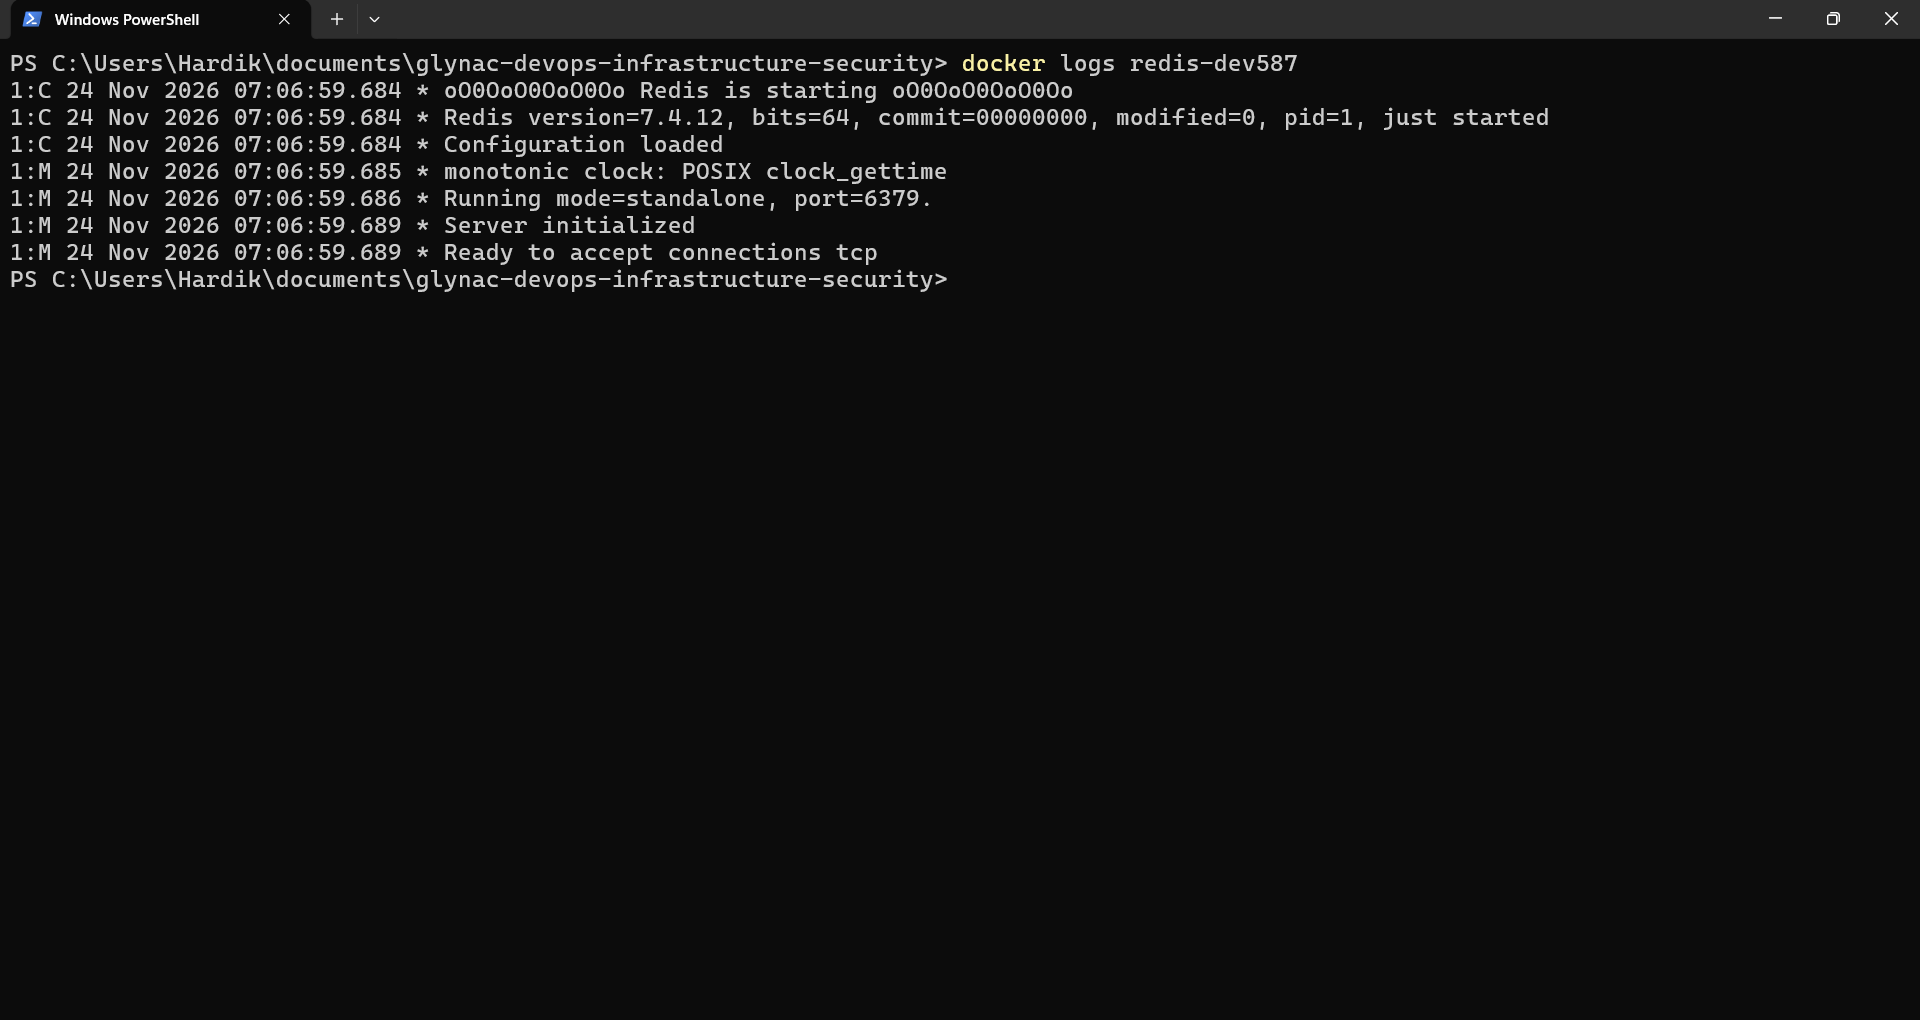 Windows PowerShell
PS C:\Users\Hardik\documents\glynac-devops-infrastructure-security> docker logs redis-dev587
1:C 24 Nov 2026 07:06:59.684 * oO0OoO0OoO0Oo Redis is starting oO0OoO0OoO0Oo
1:C 24 Nov 2026 07:06:59.684 * Redis version=7.4.12, bits=64, commit=00000000, modified=0, pid=1, just started
1:C 24 Nov 2026 07:06:59.684 * Configuration loaded
1:M 24 Nov 2026 07:06:59.685 * monotonic clock: POSIX clock_gettime
1:M 24 Nov 2026 07:06:59.686 * Running mode=standalone, port=6379.
1:M 24 Nov 2026 07:06:59.689 * Server initialized
1:M 24 Nov 2026 07:06:59.689 * Ready to accept connections tcp
PS C:\Users\Hardik\documents\glynac-devops-infrastructure-security>